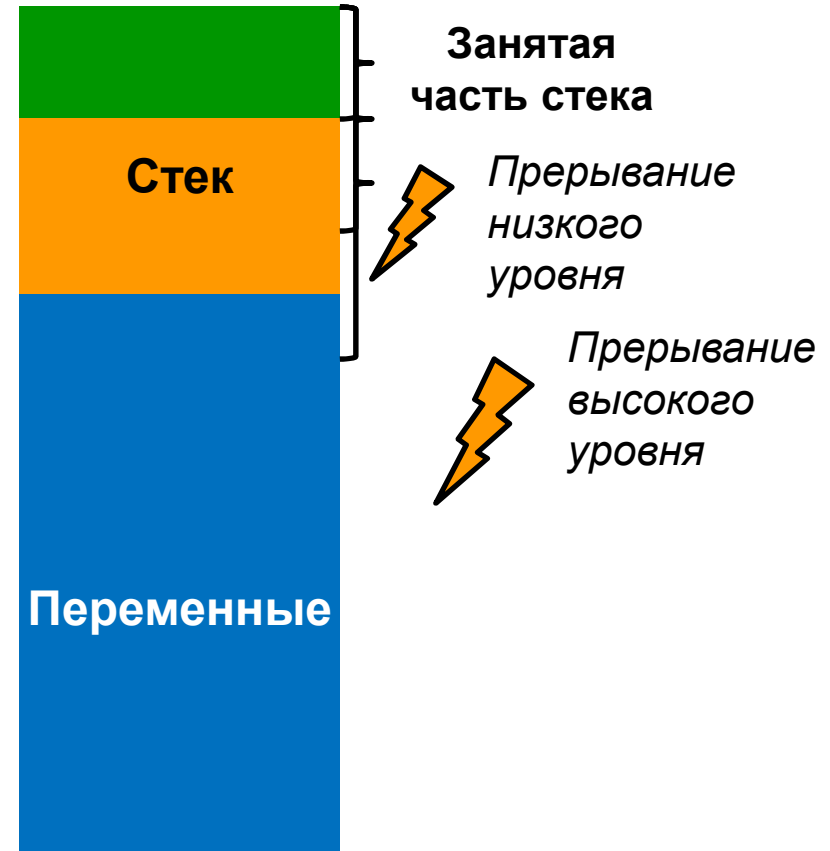 Занятая
часть стека
Стек
Прерывание
низкого
уровня
Прерывание
высокого
уровня
Переменные